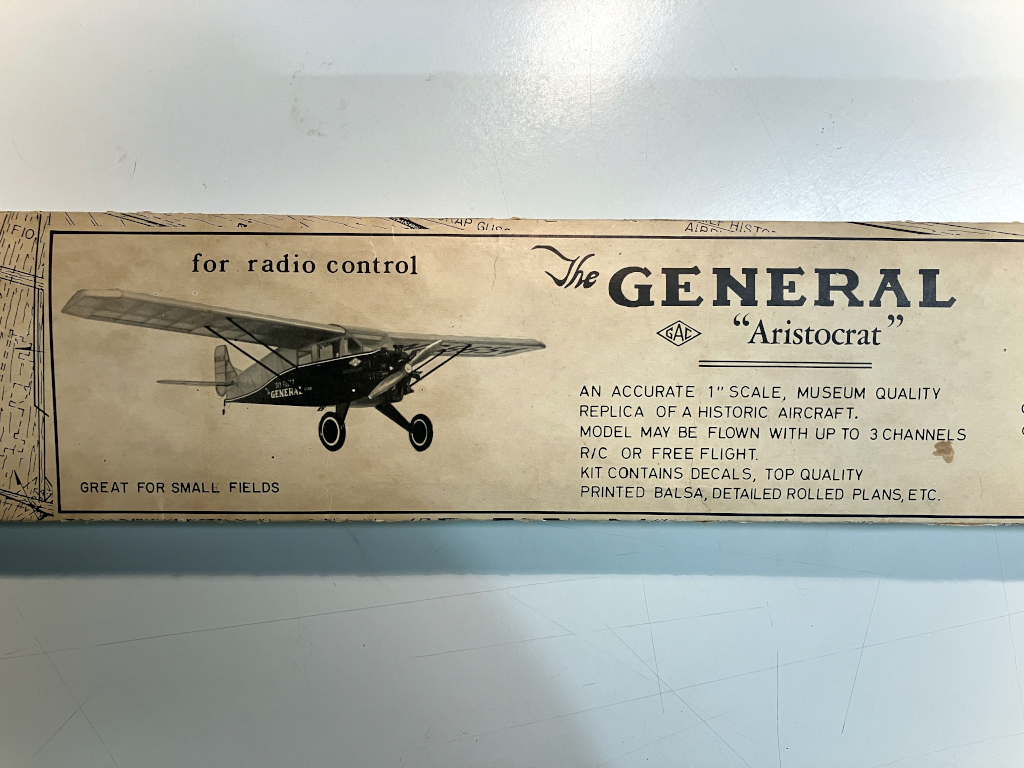 for radio control
The GENERAL
GAC
"Aristocrat"
AN ACCURATE 1" SCALE, MUSEUM QUALITY
REPLICA OF A HISTORIC AIRCRAFT.
MODEL MAY BE FLOWN WITH UP TO 3 CHANNELS
R/C OR FREE FLIGHT.
KIT CONTAINS DECALS, TOP QUALITY
PRINTED BALSA, DETAILED ROLLED PLANS, ETC.
GENERAL
GREAT FOR SMALL FIELDS